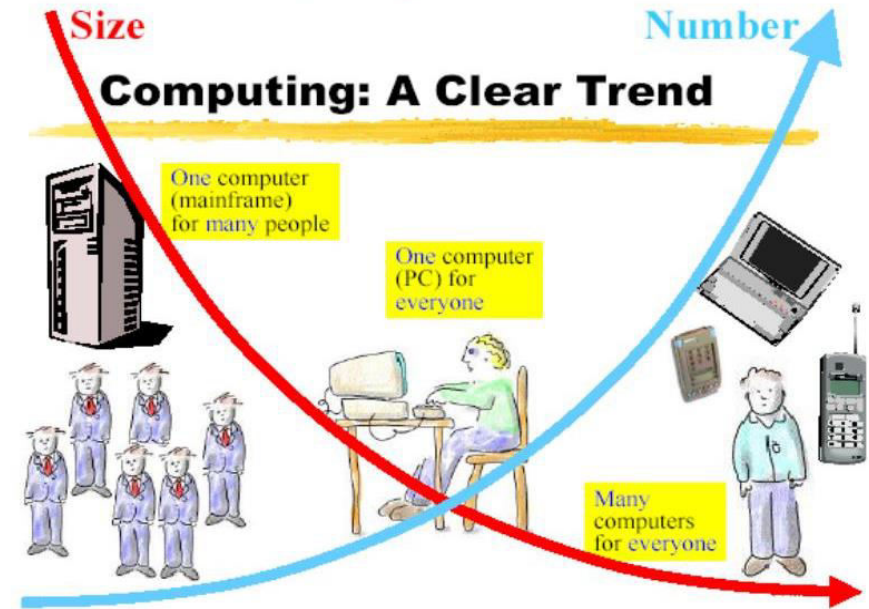 Size
Number
Computing: A Clear Trend
One computer
(mainframe)
for many people
One computer
(PC) for
everyone
Many
computers
for everyone